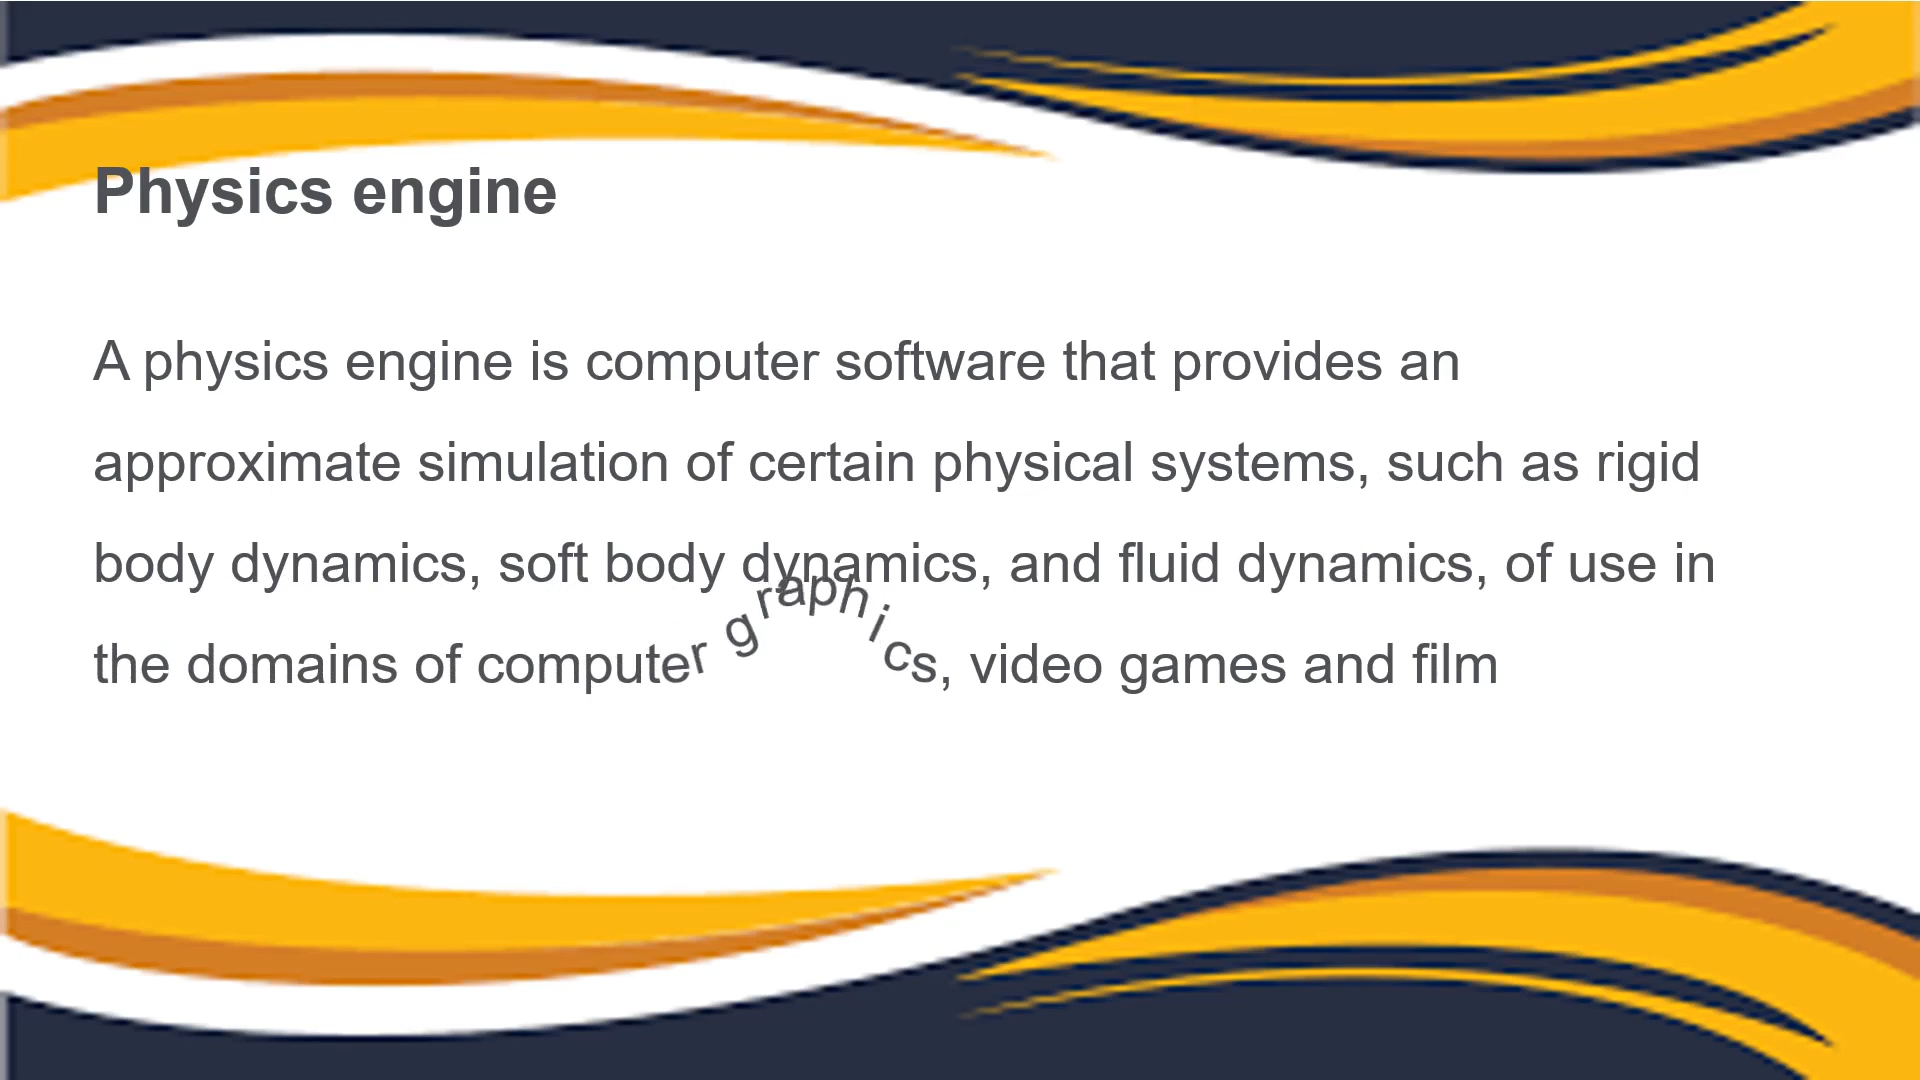 Physics engine
A physics engine is computer software that provides an
approximate simulation of certain physical systems, such as rigid
body dynamics, soft body dynamics, and fluid dynamics, of use in
the domains of computer graphics, video games and film